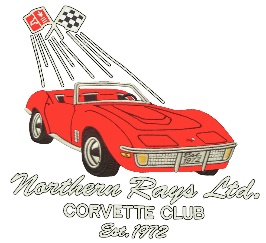 Northern Rays Ltd.
CORVETTE CLUB
Est. 1972